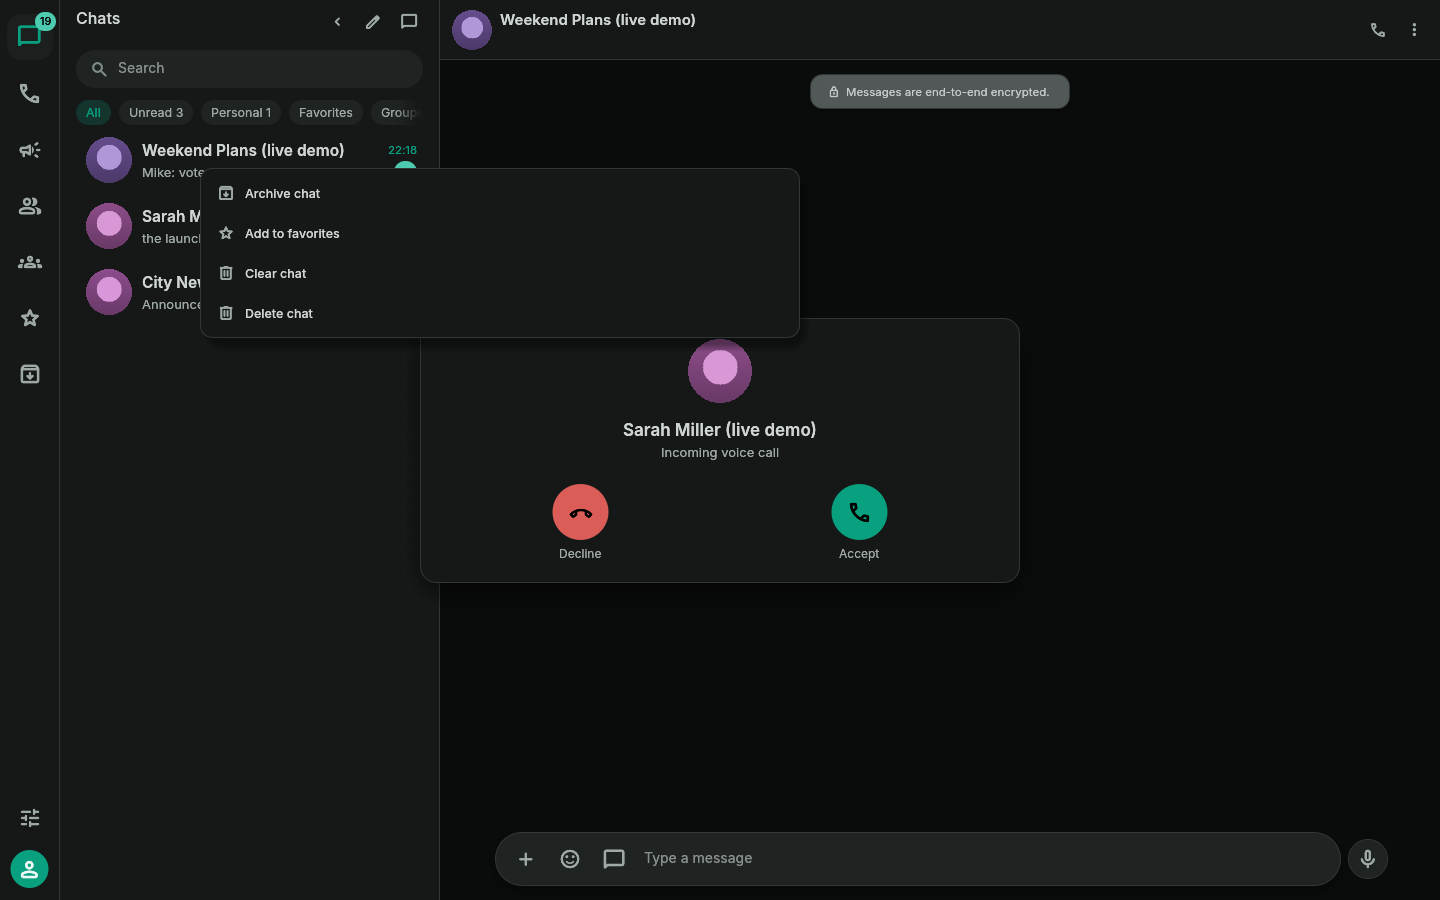 19
Chats
Search
All
Unread 3
Personal 1
Favorites
Group
Weekend Plans (live demo)
22:18
Mike: vote
Sarah M
the launc
City Ne
Announce
Archive chat
Add to favorites
Clear chat
Delete chat
Weekend Plans (live demo)
Messages are end-to-end encrypted.
Sarah Miller (live demo)
Incoming voice call
Decline
Accept
Type a message